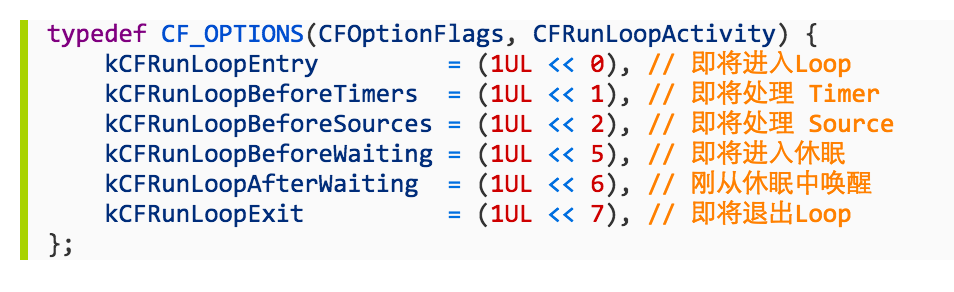 typedef CF_OPTIONS(CFOptionFlags, CFRunLoopActivity) {
    kCFRunLoopEntry         = (1UL << 0), // 即将进入Loop
    kCFRunLoopBeforeTimers  = (1UL << 1), // 即将处理 Timer
    kCFRunLoopBeforeSources = (1UL << 2), // 即将处理 Source
    kCFRunLoopBeforeWaiting = (1UL << 5), // 即将进入休眠
    kCFRunLoopAfterWaiting  = (1UL << 6), // 刚从休眠中唤醒
    kCFRunLoopExit          = (1UL << 7), // 即将退出Loop
};